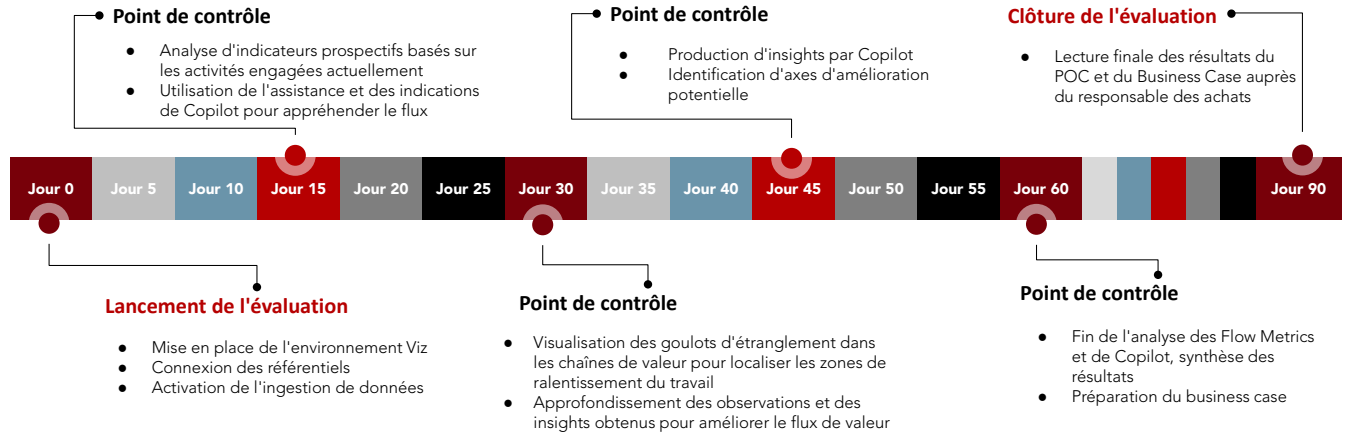 Point de contrôle
● Analyse d'indicateurs prospectifs basés sur
les activités engagées actuellement
● Utilisation de l'assistance et des indications
de Copilot pour appréhender le flux
Point de contrôle
● Production d'insights par Copilot
● Identification d'axes d'amélioration
potentielle
Clôture de l'évaluation
● Lecture finale des résultats du
POC et du Business Case auprès
du responsable des achats
Jour 0 Jour 5 Jour 10 Jour 15 Jour 20 Jour 25 Jour 30 Jour 35 Jour 40 Jour 45 Jour 50 Jour 55 Jour 60 Jour 90
Lancement de l'évaluation
● Mise en place de l'environnement Viz
● Connexion des référentiels
● Activation de l'ingestion de données
Point de contrôle
● Visualisation des goulots d'étranglement dans
les chaînes de valeur pour localiser les zones de
ralentissement du travail
● Approfondissement des observations et des
insights obtenus pour améliorer le flux de valeur
Point de contrôle
● Fin de l'analyse des Flow Metrics
et de Copilot, synthèse des
résultats
● Préparation du business case